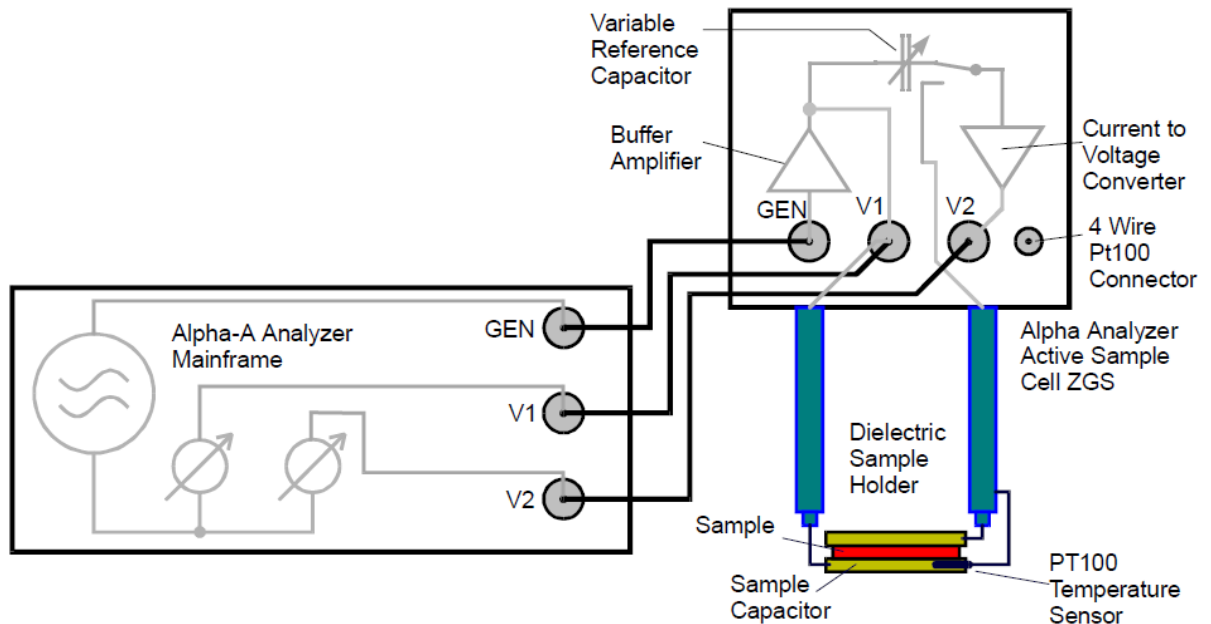 Variable
Reference
Capacitor
Buffer
Amplifier
Current to
Voltage
Converter
GEN
V1
V2
4 Wire
Pt100
Connector
Alpha-A Analyzer
Mainframe
GEN
V1
V2
Alpha Analyzer
Active Sample
Cell ZGS
Dielectric
Sample
Holder
Sample
Sample
Capacitor
PT100
Temperature
Sensor